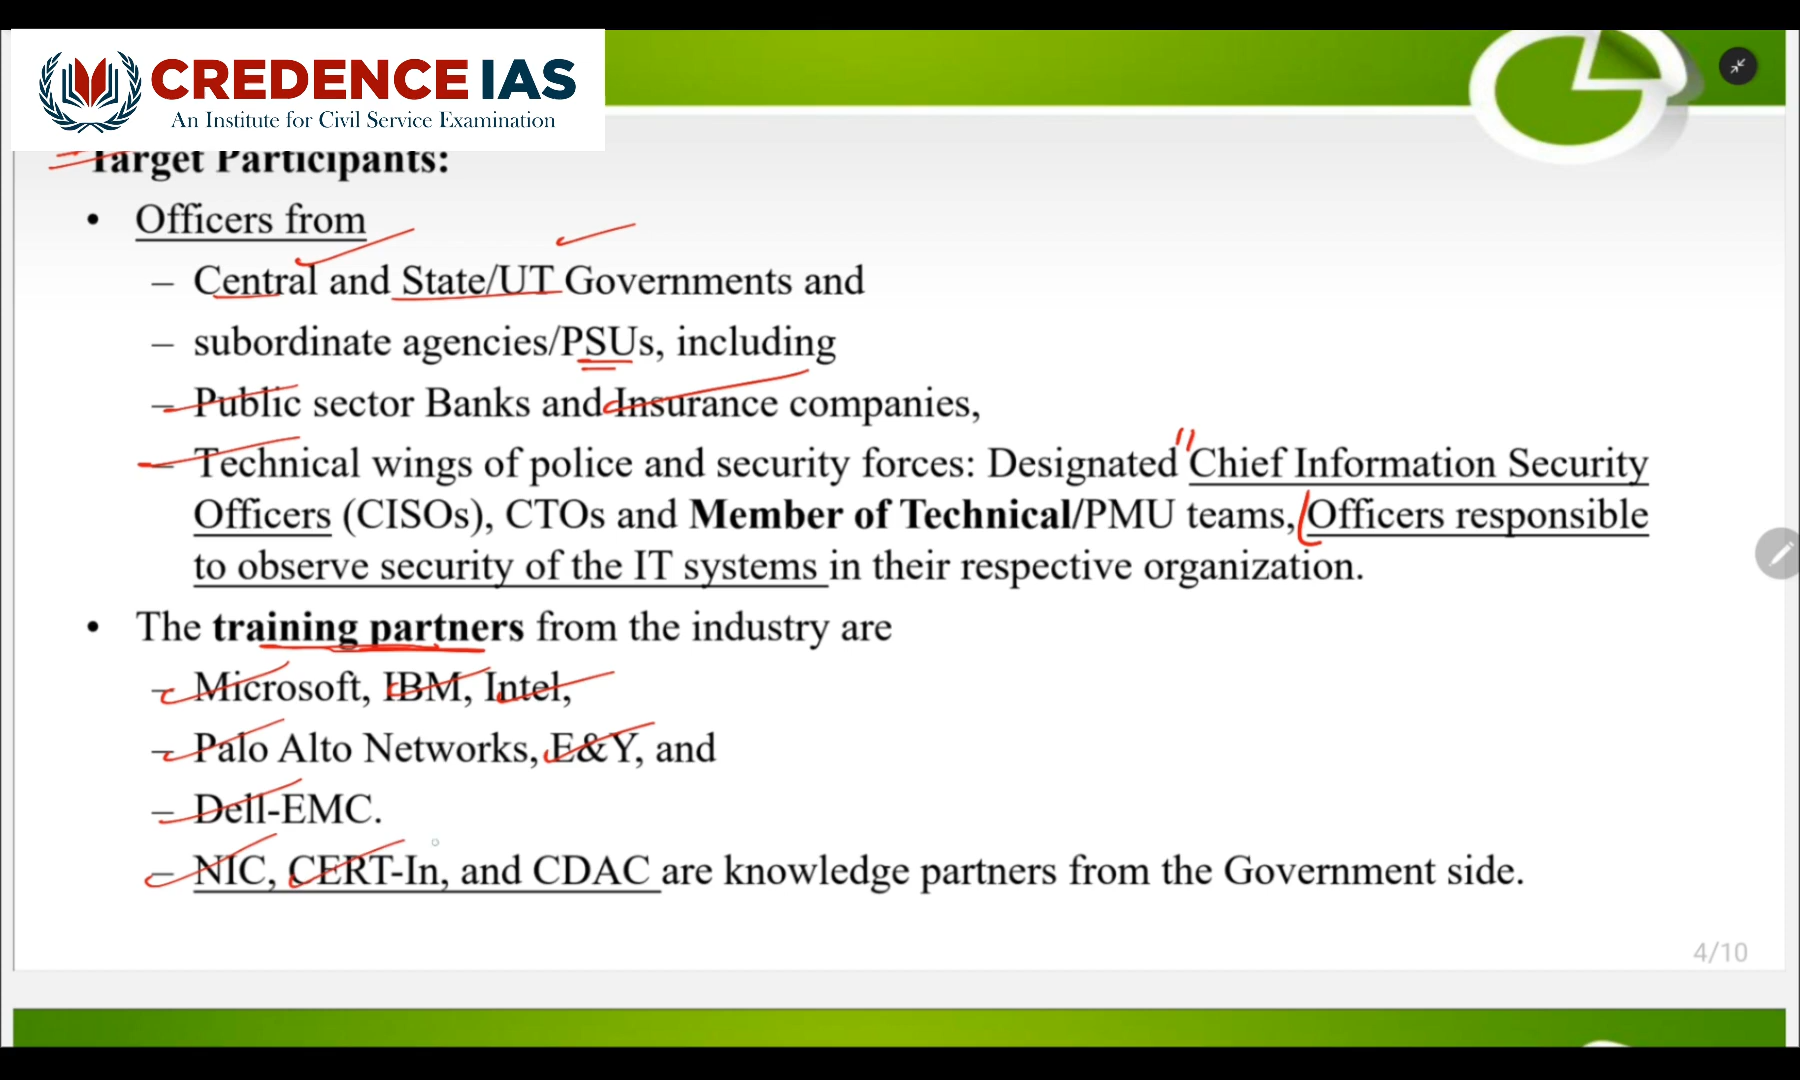 CREDENCE IAS
An Institute for Civil Service Examination
Target Participants:
• Officers from
– Central and State/UT Governments and
– subordinate agencies/PSUs, including
– Public sector Banks and Insurance companies,
– Technical wings of police and security forces: Designated Chief Information Security
Officers (CISOs), CTOs and Member of Technical/PMU teams, Officers responsible
to observe security of the IT systems in their respective organization.
• The training partners from the industry are
– Microsoft, IBM, Intel,
– Palo Alto Networks, E&Y, and
– Dell-EMC.
– NIC, CERT-In, and CDAC are knowledge partners from the Government side.
4/10